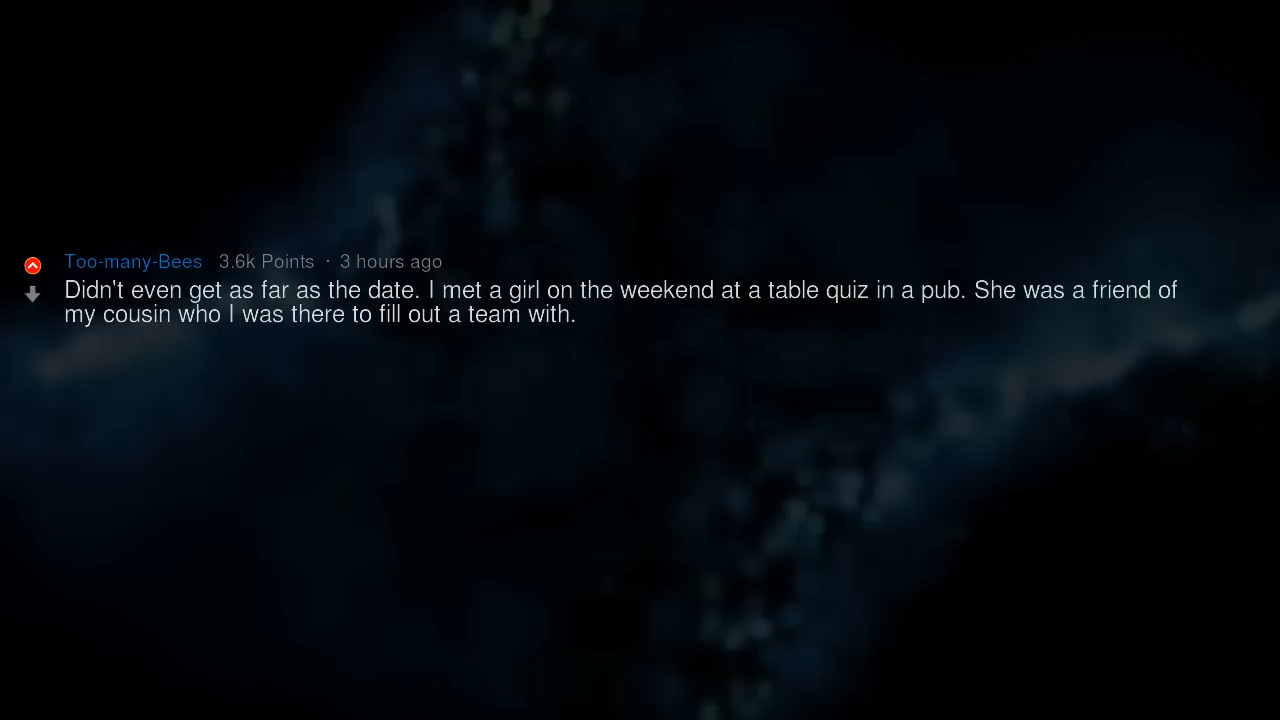 Too-many-Bees 3.6k Points · 3 hours ago
Didn't even get as far as the date. I met a girl on the weekend at a table quiz in a pub. She was a friend of
my cousin who I was there to fill out a team with.